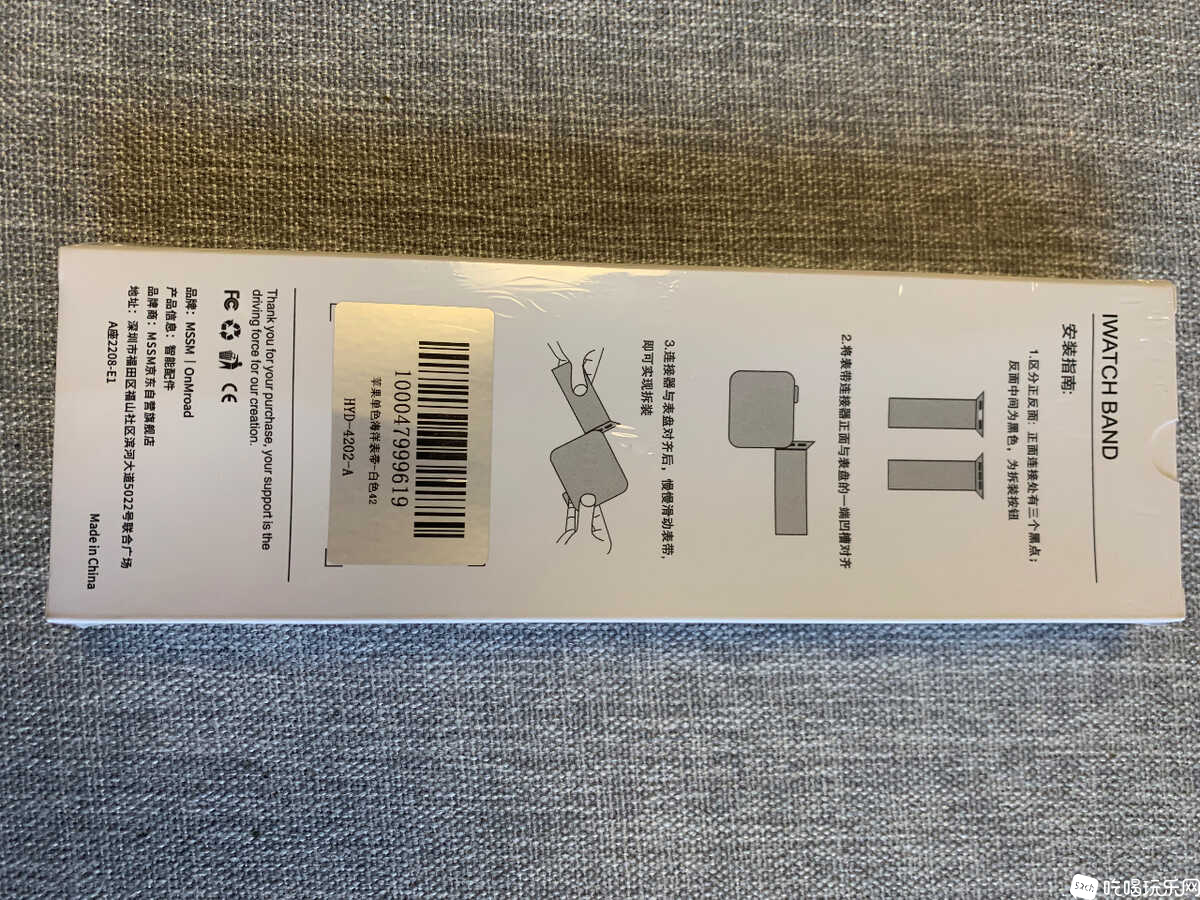 IWATCH BAND
安装指南:
1.区分正反面：正面连接处有三个黑点；
反面中间为黑色，为拆装按钮
2.将表带连接器正面与表盘的一端凹槽对齐
3.连接器与表盘对齐后，慢慢滑动表带，
即可实现拆装
100047999619
苹果单色海洋表带-白色42
HYD-4202-A
Thank you for your purchase, your support is the
driving force for our creation.
FC CE
品牌：MSSM | OnMroad
产品信息：智能配件
品牌商：MSSM京东自营旗舰店
地址：深圳市福田区福山社区滨河大道5022号联合广场
A座2208-E1
Made in China
5zch 吃喝玩乐网